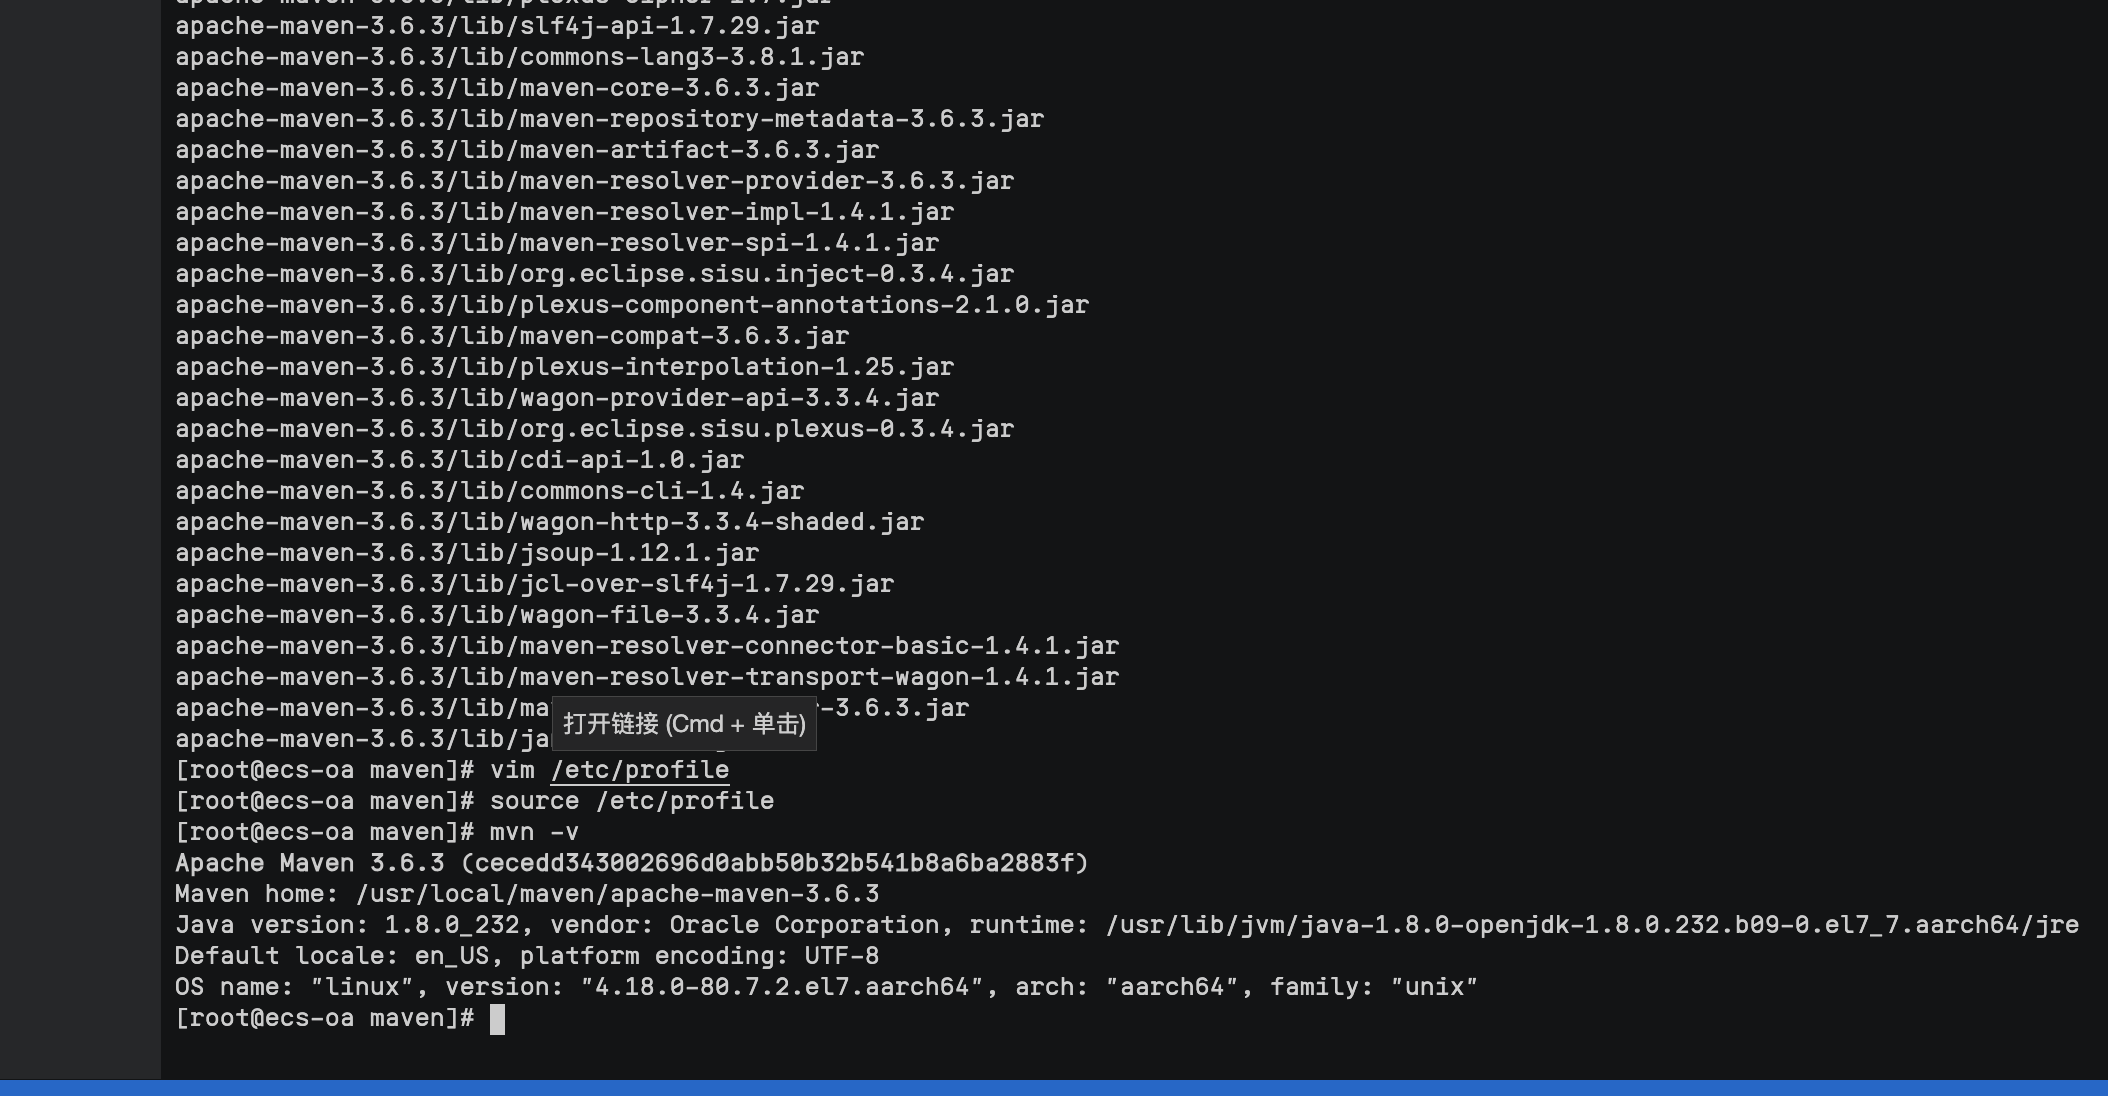 apache-maven-3.6.3/lib/plexus-cipher-1.7.jar
apache-maven-3.6.3/lib/slf4j-api-1.7.29.jar
apache-maven-3.6.3/lib/commons-lang3-3.8.1.jar
apache-maven-3.6.3/lib/maven-core-3.6.3.jar
apache-maven-3.6.3/lib/maven-repository-metadata-3.6.3.jar
apache-maven-3.6.3/lib/maven-artifact-3.6.3.jar
apache-maven-3.6.3/lib/maven-resolver-provider-3.6.3.jar
apache-maven-3.6.3/lib/maven-resolver-impl-1.4.1.jar
apache-maven-3.6.3/lib/maven-resolver-spi-1.4.1.jar
apache-maven-3.6.3/lib/org.eclipse.sisu.inject-0.3.4.jar
apache-maven-3.6.3/lib/plexus-component-annotations-2.1.0.jar
apache-maven-3.6.3/lib/maven-compat-3.6.3.jar
apache-maven-3.6.3/lib/plexus-interpolation-1.25.jar
apache-maven-3.6.3/lib/wagon-provider-api-3.3.4.jar
apache-maven-3.6.3/lib/org.eclipse.sisu.plexus-0.3.4.jar
apache-maven-3.6.3/lib/cdi-api-1.0.jar
apache-maven-3.6.3/lib/commons-cli-1.4.jar
apache-maven-3.6.3/lib/wagon-http-3.3.4-shaded.jar
apache-maven-3.6.3/lib/jsoup-1.12.1.jar
apache-maven-3.6.3/lib/jcl-over-slf4j-1.7.29.jar
apache-maven-3.6.3/lib/wagon-file-3.3.4.jar
apache-maven-3.6.3/lib/maven-resolver-connector-basic-1.4.1.jar
apache-maven-3.6.3/lib/maven-resolver-transport-wagon-1.4.1.jar
apache-maven-3.6.3/lib/ma -3.6.3.jar
打开链接 (Cmd + 单击)
apache-maven-3.6.3/lib/ja
[root@ecs-oa maven]# vim /etc/profile
[root@ecs-oa maven]# source /etc/profile
[root@ecs-oa maven]# mvn -v
Apache Maven 3.6.3 (cecedd343002696d0abb50b32b541b8a6ba2883f)
Maven home: /usr/local/maven/apache-maven-3.6.3
Java version: 1.8.0_232, vendor: Oracle Corporation, runtime: /usr/lib/jvm/java-1.8.0-openjdk-1.8.0.232.b09-0.el7_7.aarch64/jre
Default locale: en_US, platform encoding: UTF-8
OS name: "linux", version: "4.18.0-80.7.2.el7.aarch64", arch: "aarch64", family: "unix"
[root@ecs-oa maven]#